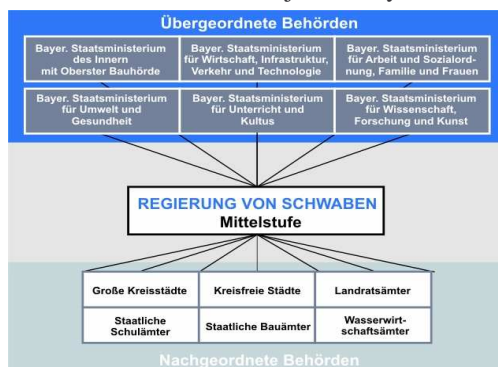 Übergeordnete Behörden
Bayer. Staatsministerium
des Innern
mit Oberster Bauhörde
Bayer. Staatsministerium
für Wirtschaft, Infrastruktur,
Verkehr und Technologie
Bayer. Staatsministerium
für Arbeit und Sozialord-
nung, Familie und Frauen
Bayer. Staatsministerium
für Umwelt und
Gesundheit
Bayer. Staatsministerium
für Unterricht und
Kultus
Bayer. Staatsministerium
für Wissenschaft,
Forschung und Kunst
REGIERUNG VON SCHWABEN
Mittelstufe
Große Kreisstädte
Kreisfreie Städte
Landratsämter
Staatliche
Schulämter
Staatliche Bauämter
Wasserwirt-
schaftsämter
Nachgeordnete Behörden